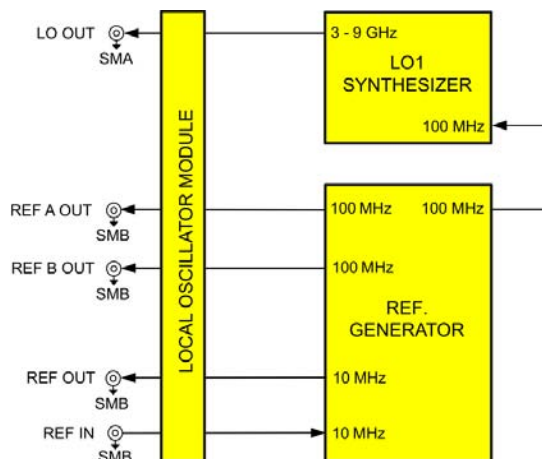 LO OUT
SMA
3 - 9 GHz
LO1
SYNTHESIZER
100 MHz
LOCAL OSCILLATOR MODULE
REF A OUT
SMB
100 MHz
100 MHz
REF B OUT
SMB
100 MHz
REF.
GENERATOR
REF OUT
SMB
10 MHz
REF IN
SMB
10 MHz